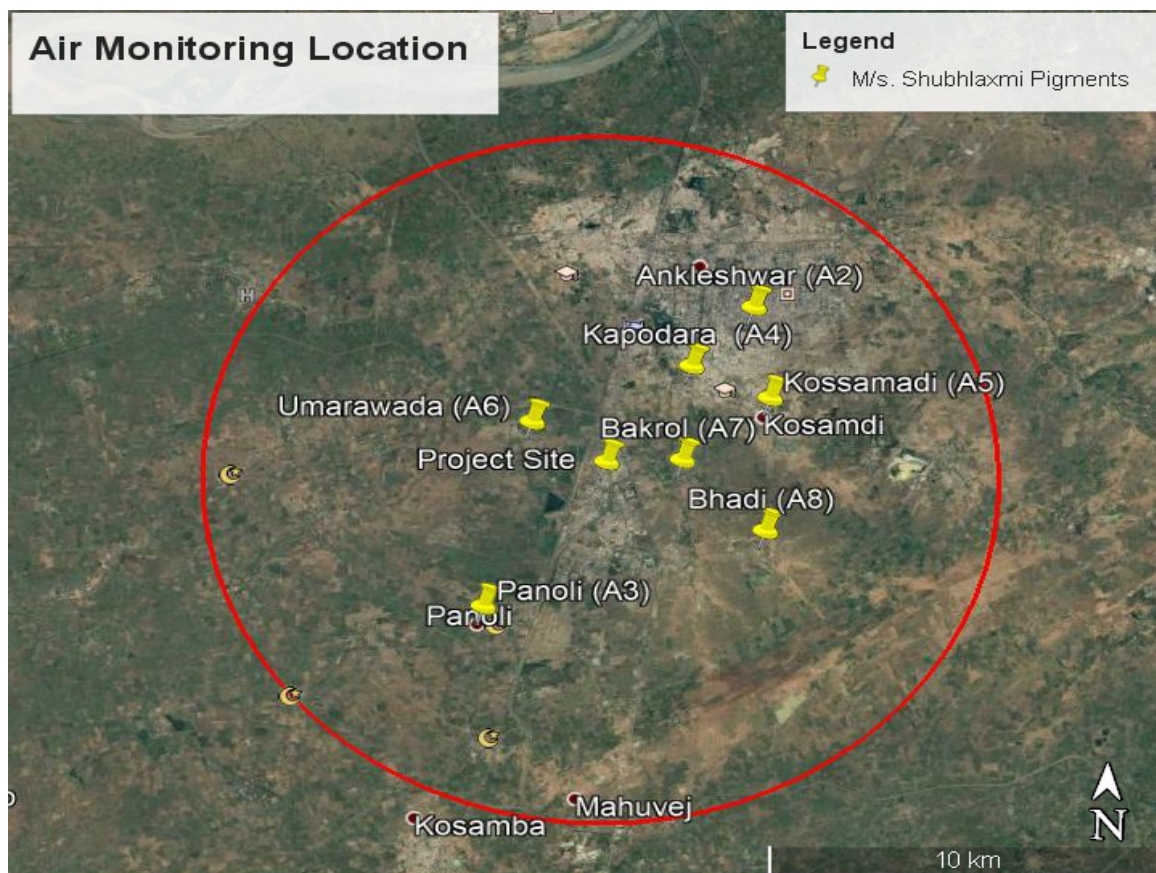 Air Monitoring Location
Legend
M/s. Shubhlaxmi Pigments
Ankleshwar (A2)
H
Kapodara (A4)
Kossamadi (A5)
Umarawada (A6)
Bakrol (A7)
Kosamdi
Project Site
Bhadi (A8)
Panoli (A3)
Panoli
Mahuvej
Kosamba
N
10 km